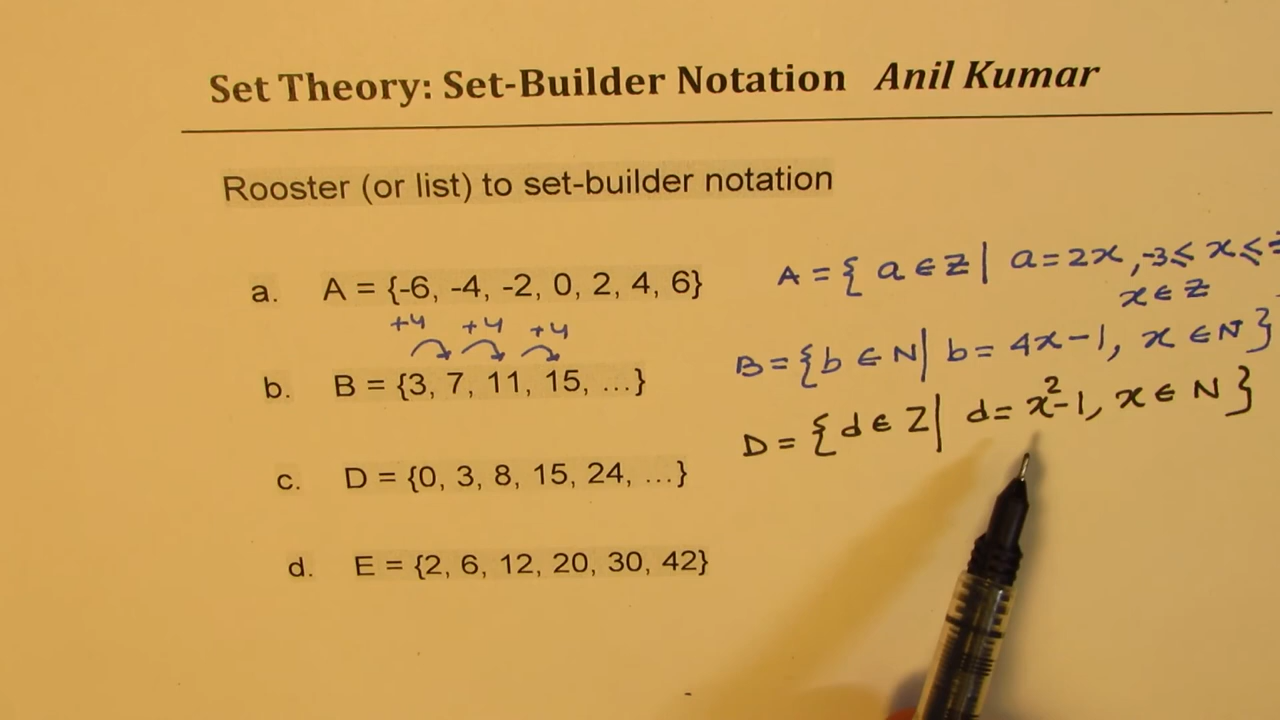 Set Theory: Set-Builder Notation Anil Kumar
Rooster (or list) to set-builder notation
a. A = {-6, -4, -2, 0, 2, 4, 6}
A = { a ∈ Z | a = 2x, -3 ≤ x ≤
x ∈ Z
+4 +4 +4
b. B = {3, 7, 11, 15, ...}
B = { b ∈ N | b = 4x-1, x ∈ N }
c. D = {0, 3, 8, 15, 24, ...}
D = { d ∈ Z | d = x²-1, x ∈ N }
d. E = {2, 6, 12, 20, 30, 42}